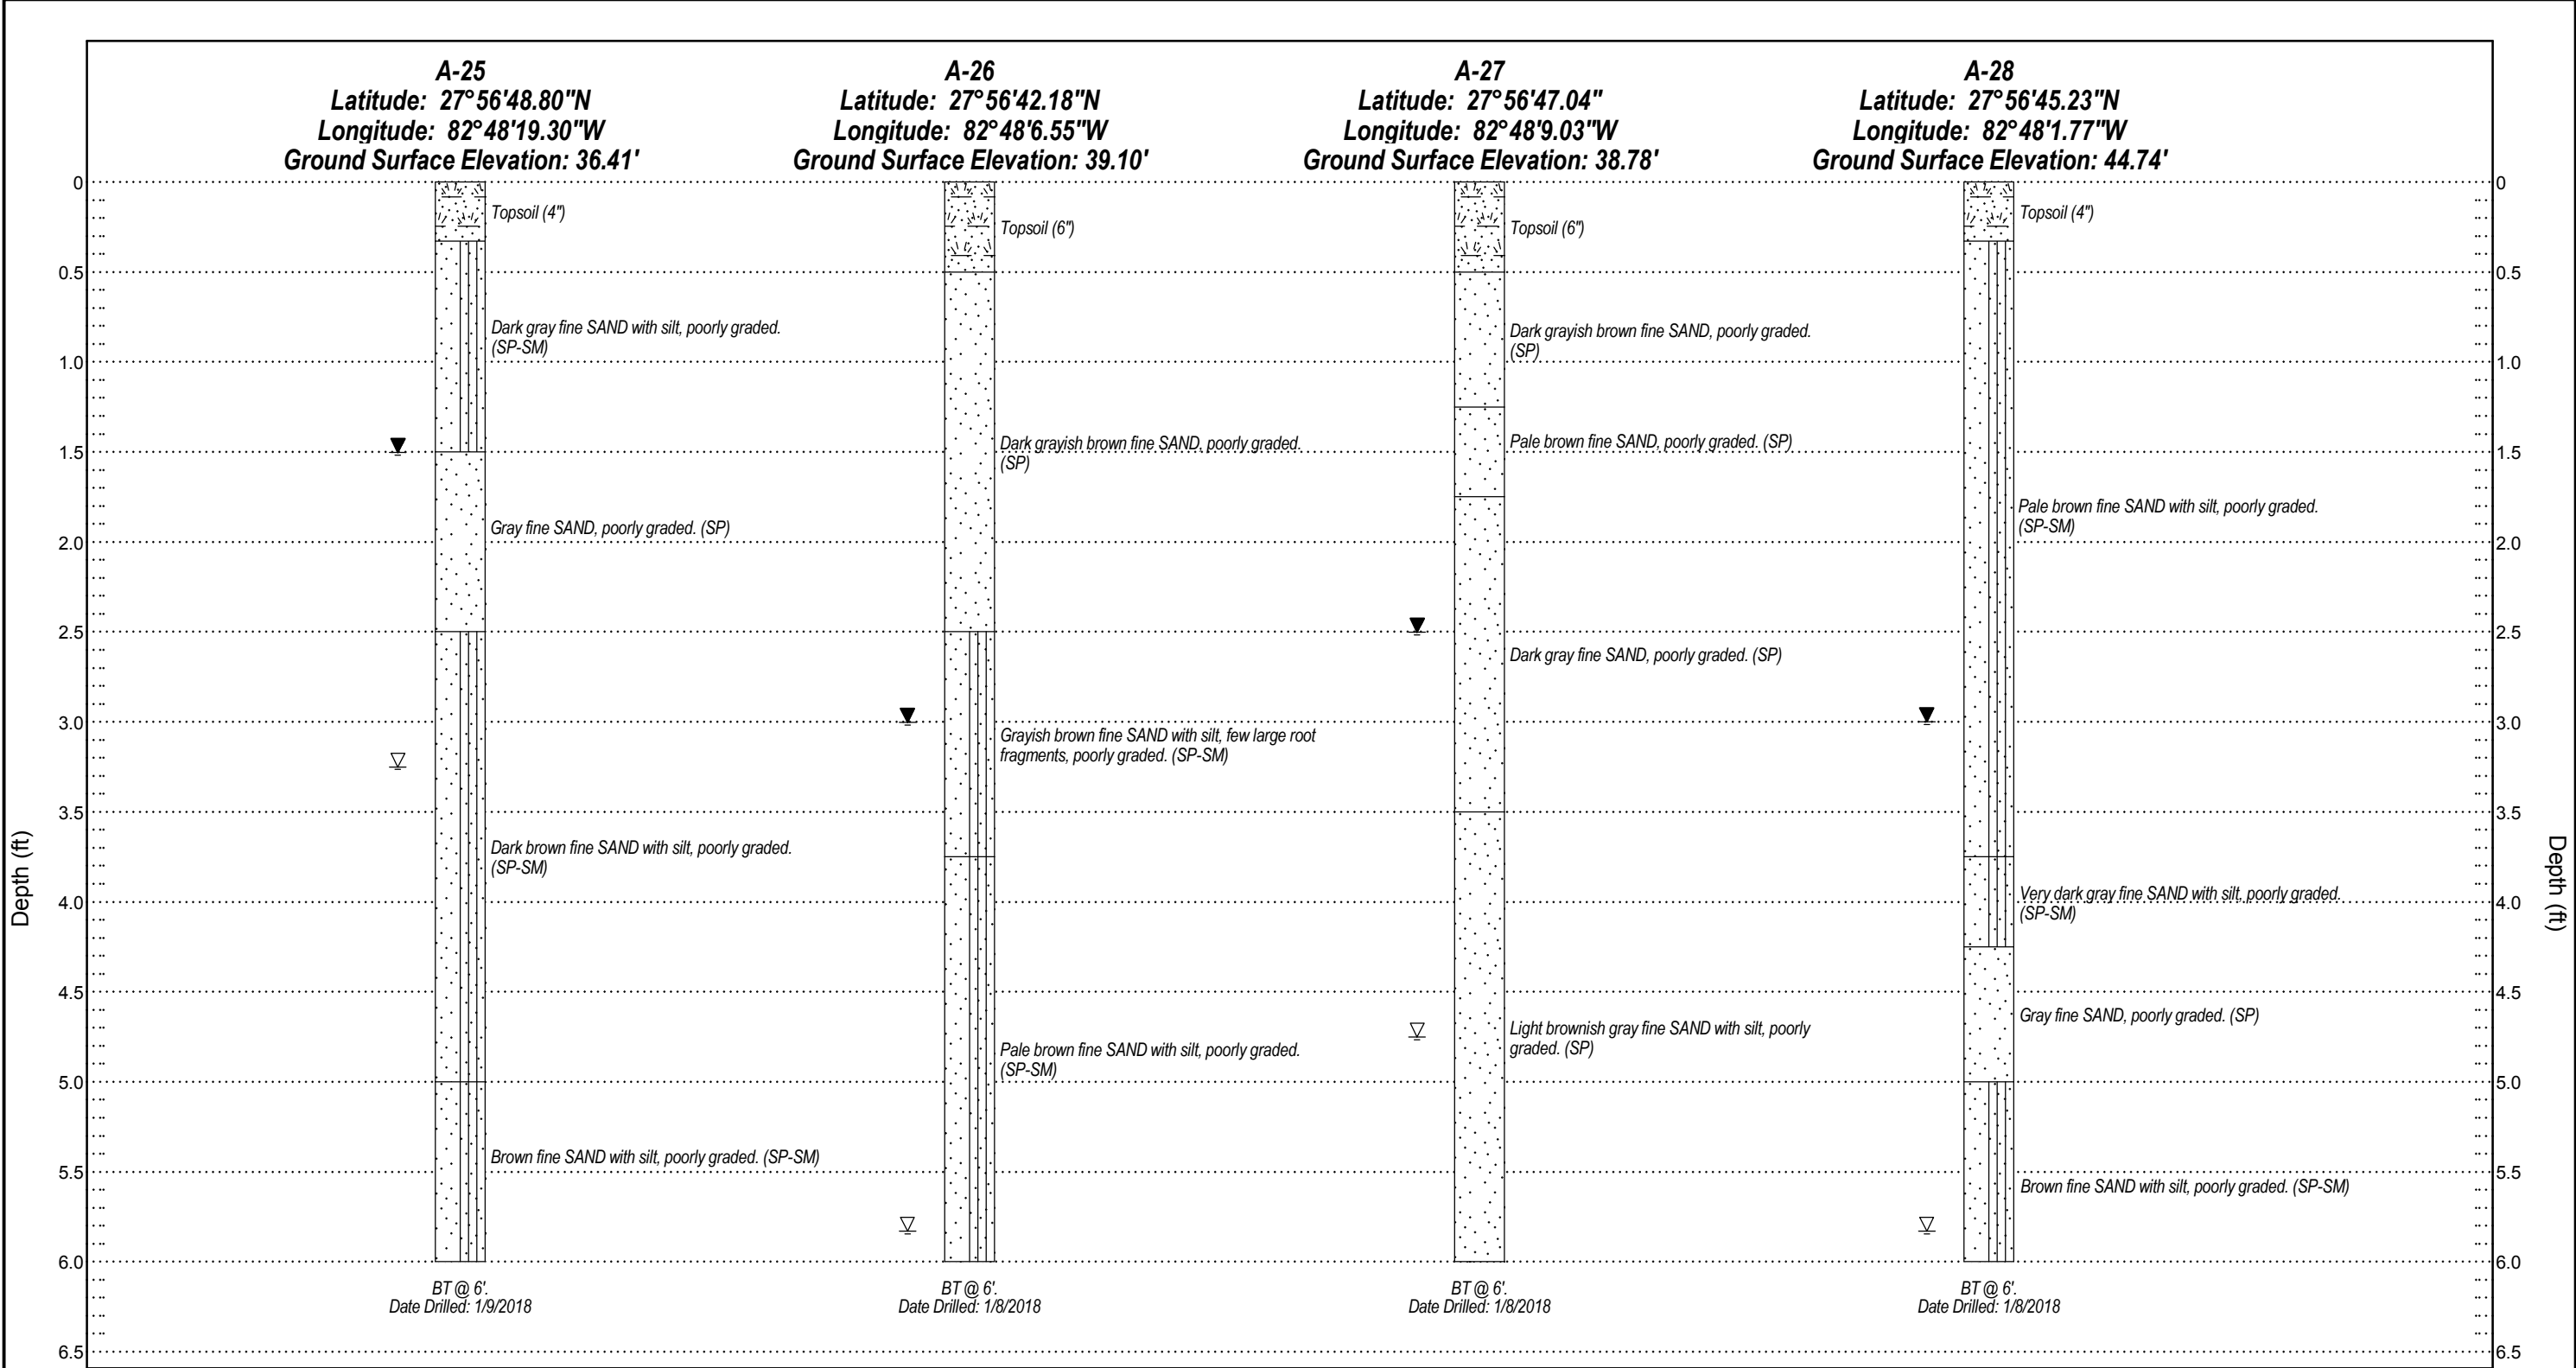 A-25
Latitude: 27°56'48.80"N
Longitude: 82°48'19.30"W
Ground Surface Elevation: 36.41'
A-26
Latitude: 27°56'42.18"N
Longitude: 82°48'6.55"W
Ground Surface Elevation: 39.10'
A-27
Latitude: 27°56'47.04"
Longitude: 82°48'9.03"W
Ground Surface Elevation: 38.78'
A-28
Latitude: 27°56'45.23"N
Longitude: 82°48'1.77"W
Ground Surface Elevation: 44.74'
Depth (ft)
0
0.5
1.0
1.5
2.0
2.5
3.0
3.5
4.0
4.5
5.0
5.5
6.0
6.5
Topsoil (4")
Dark gray fine SAND with silt, poorly graded.
(SP-SM)
Gray fine SAND, poorly graded. (SP)
Dark brown fine SAND with silt, poorly graded.
(SP-SM)
Brown fine SAND with silt, poorly graded. (SP-SM)
BT @ 6'.
Date Drilled: 1/9/2018
Topsoil (6")
Dark grayish brown fine SAND, poorly graded.
(SP)
Grayish brown fine SAND with silt, few large root
fragments, poorly graded. (SP-SM)
Pale brown fine SAND with silt, poorly graded.
(SP-SM)
BT @ 6'.
Date Drilled: 1/8/2018
Topsoil (6")
Dark grayish brown fine SAND, poorly graded.
(SP)
Pale brown fine SAND, poorly graded. (SP)
Dark gray fine SAND, poorly graded. (SP)
Light brownish gray fine SAND with silt, poorly
graded. (SP)
BT @ 6'.
Date Drilled: 1/8/2018
Topsoil (4")
Pale brown fine SAND with silt, poorly graded.
(SP-SM)
Very dark gray fine SAND with silt, poorly graded.
(SP-SM)
Gray fine SAND, poorly graded. (SP)
Brown fine SAND with silt, poorly graded. (SP-SM)
BT @ 6'.
Date Drilled: 1/8/2018
0
0.5
1.0
1.5
2.0
2.5
3.0
3.5
4.0
4.5
5.0
5.5
6.0
6.5
Depth (ft)